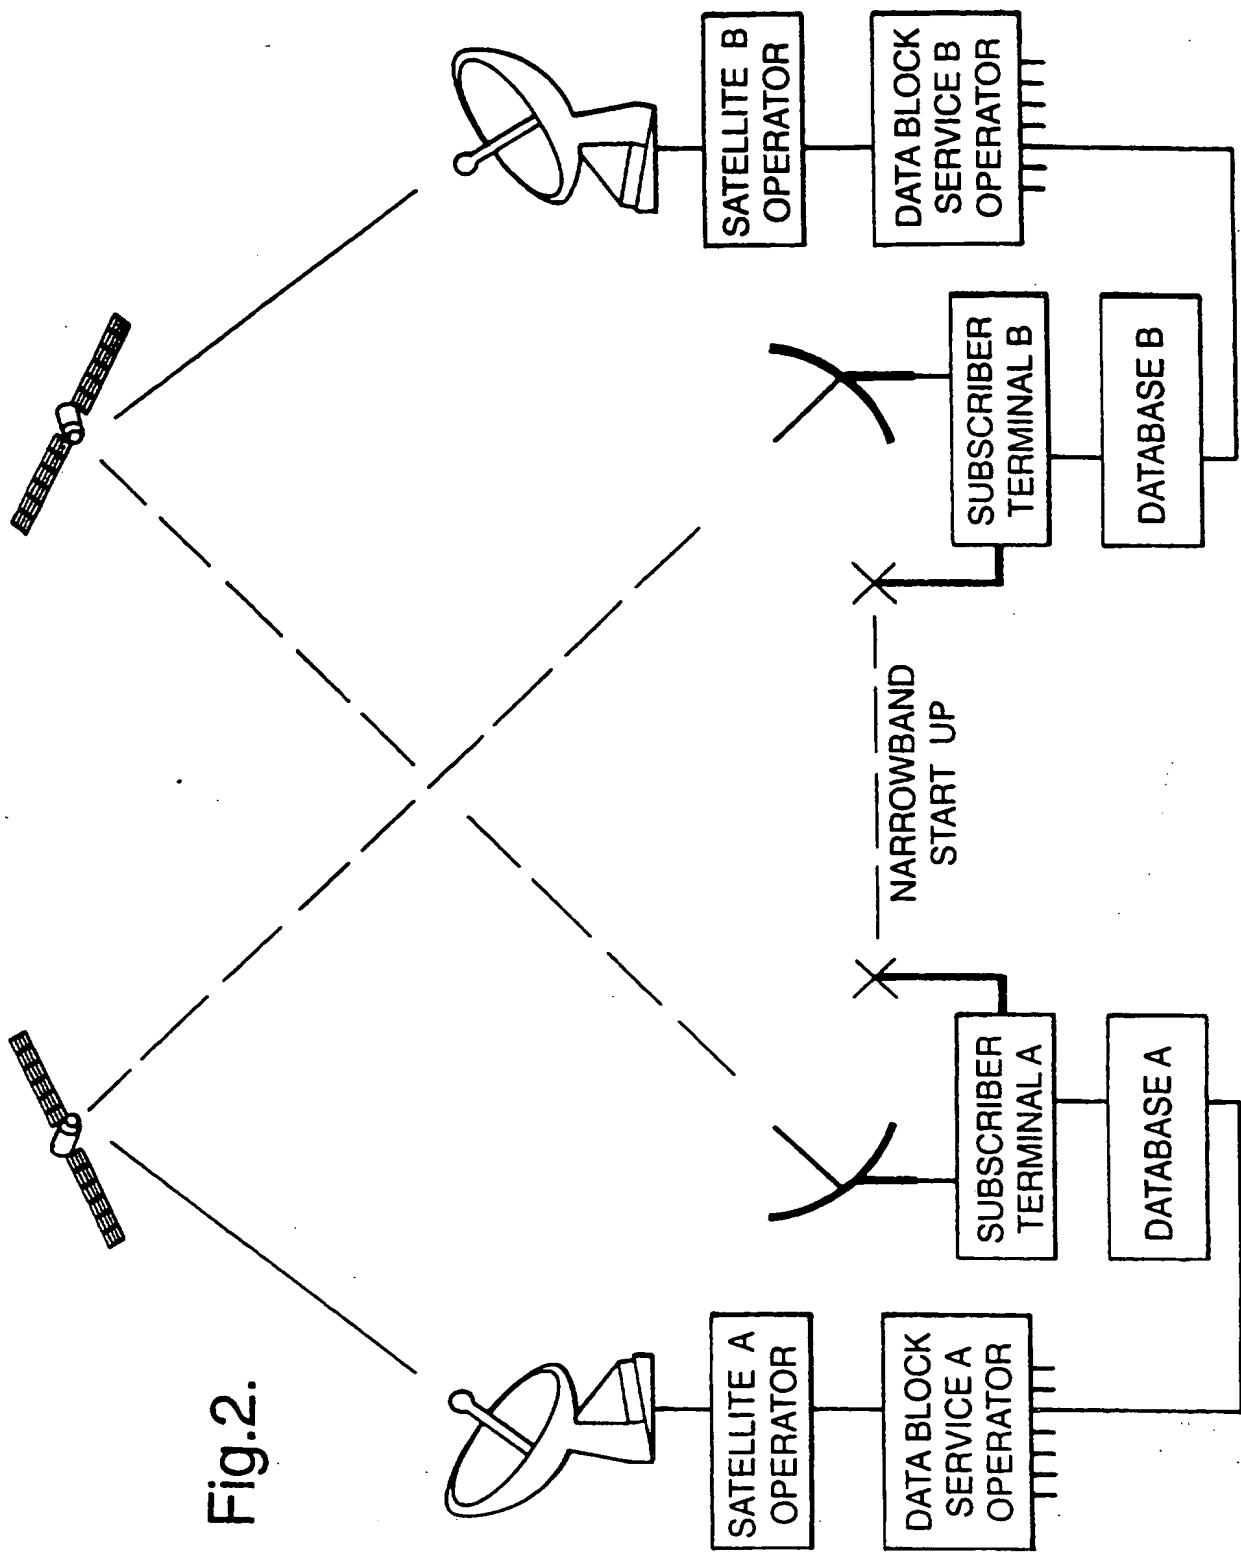 Fig.2.
SATELLITE A
OPERATOR
DATA BLOCK
SERVICE A
OPERATOR
SUBSCRIBER
TERMINAL A
DATABASE A
NARROWBAND
START UP
SUBSCRIBER
TERMINAL B
DATABASE B
SATELLITE B
OPERATOR
DATA BLOCK
SERVICE B
OPERATOR